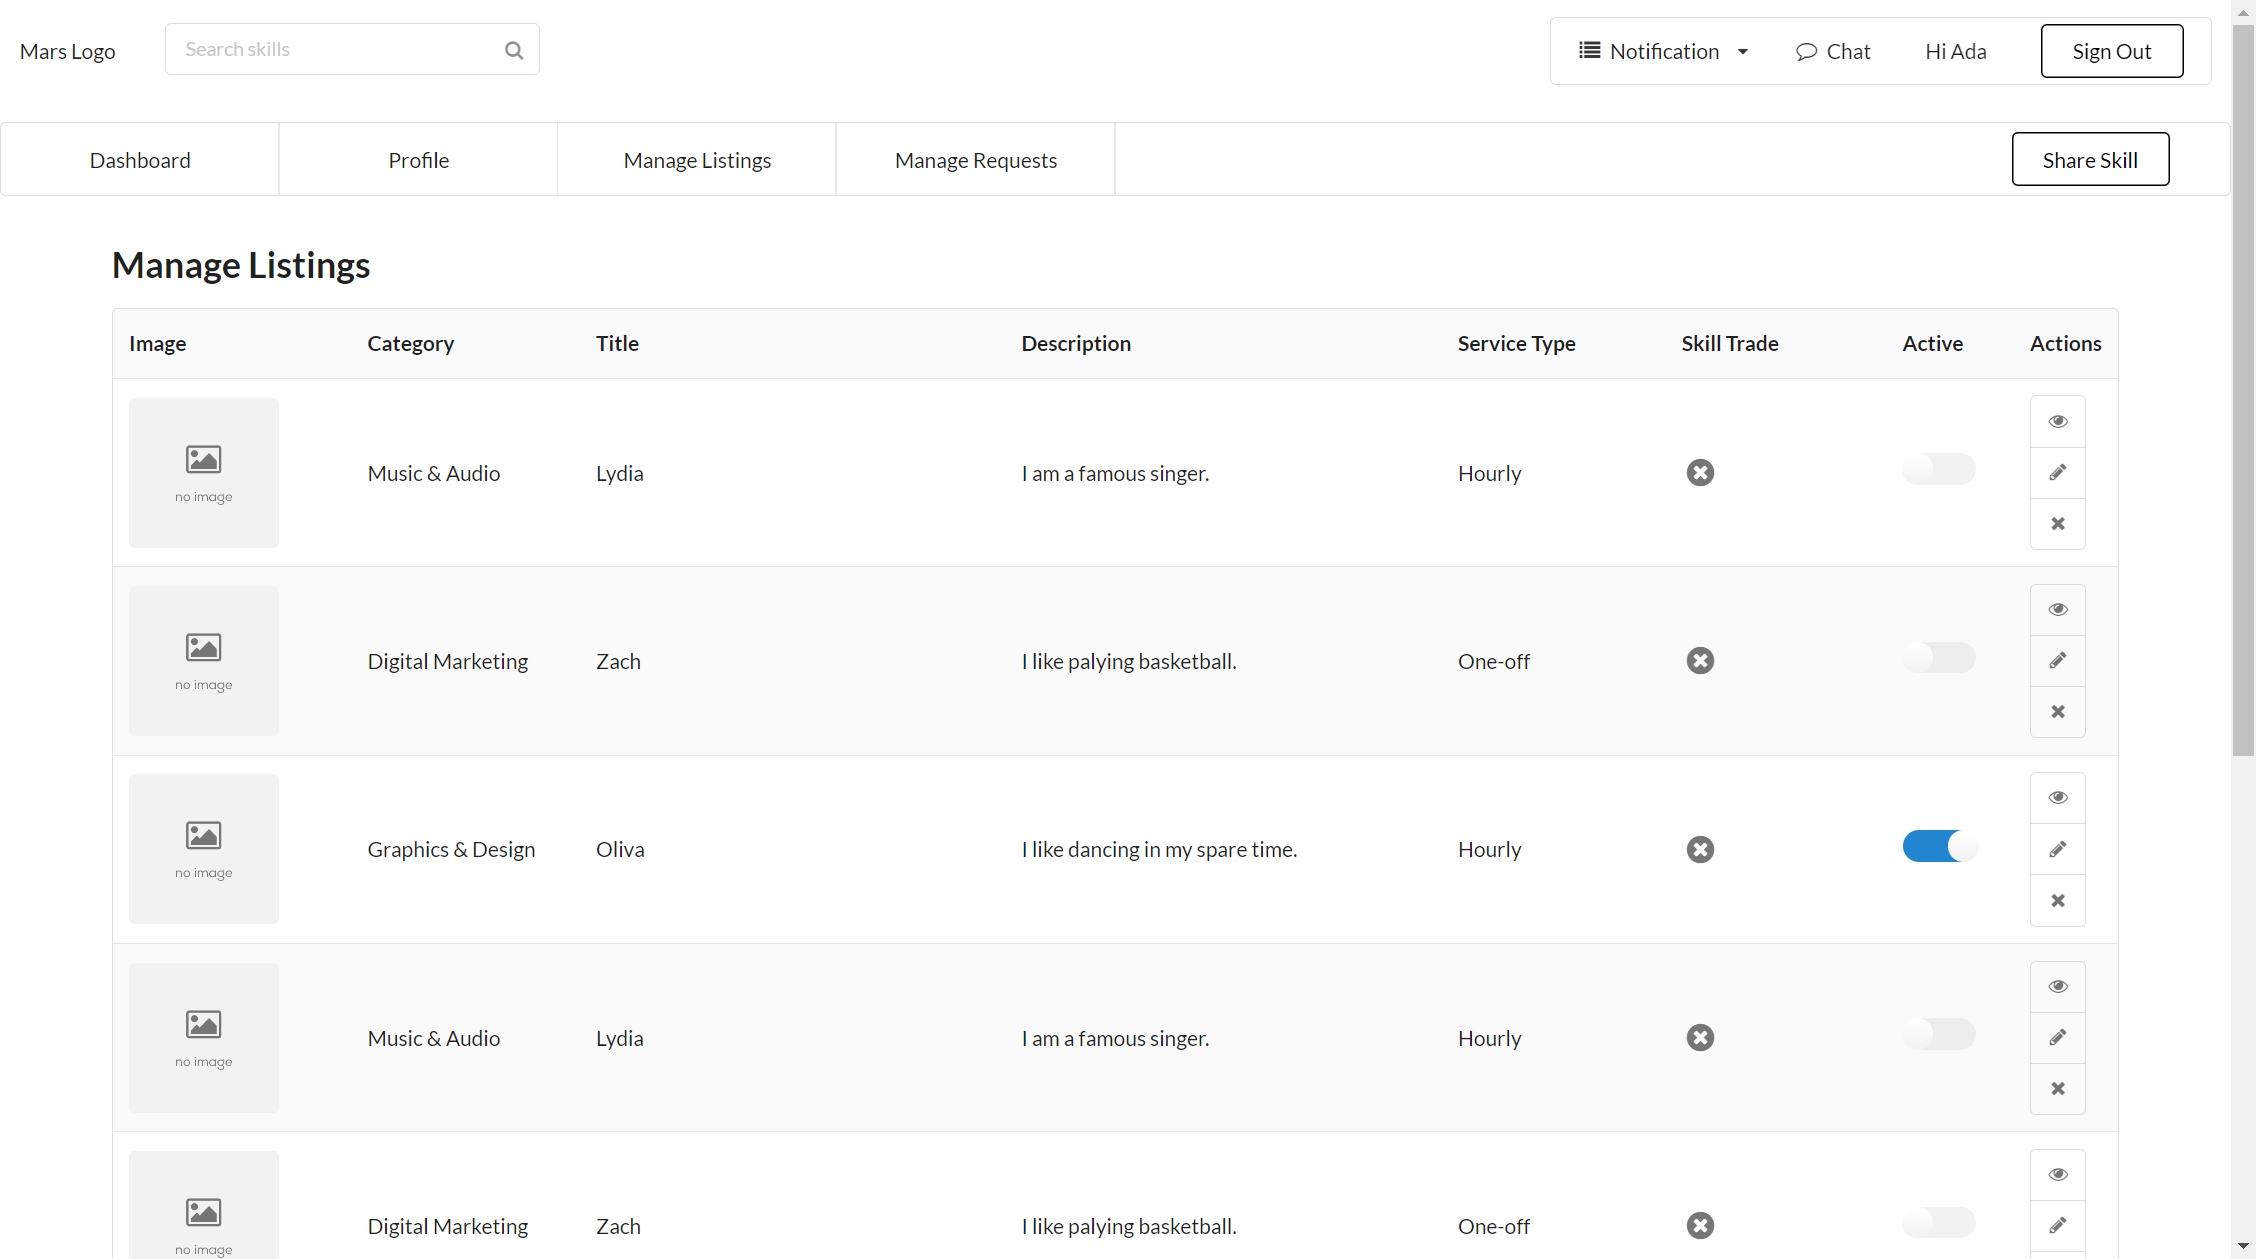 Mars Logo Search skills Notification Chat Hi Ada Sign Out
Dashboard Profile Manage Listings Manage Requests Share Skill
Manage Listings
Image Category Title Description Service Type Skill Trade Active Actions
no image Music & Audio Lydia I am a famous singer. Hourly
no image Digital Marketing Zach I like palying basketball. One-off
no image Graphics & Design Oliva I like dancing in my spare time. Hourly
no image Music & Audio Lydia I am a famous singer. Hourly
no image Digital Marketing Zach I like palying basketball. One-off